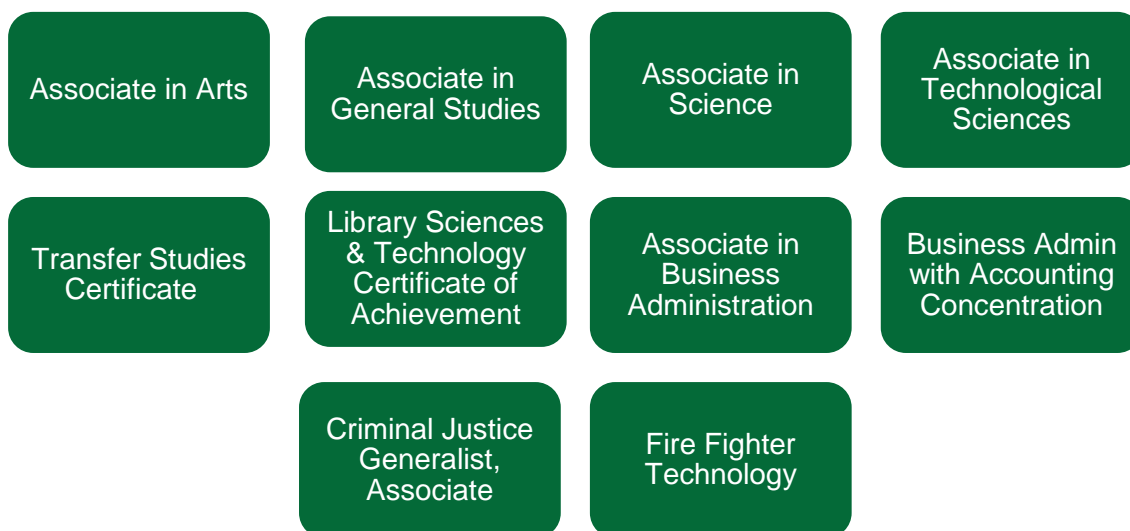 Associate in Arts
Associate in
General Studies
Associate in
Science
Associate in
Technological
Sciences
Transfer Studies
Certificate
Library Sciences
& Technology
Certificate of
Achievement
Associate in
Business
Administration
Business Admin
with Accounting
Concentration
Criminal Justice
Generalist,
Associate
Fire Fighter
Technology